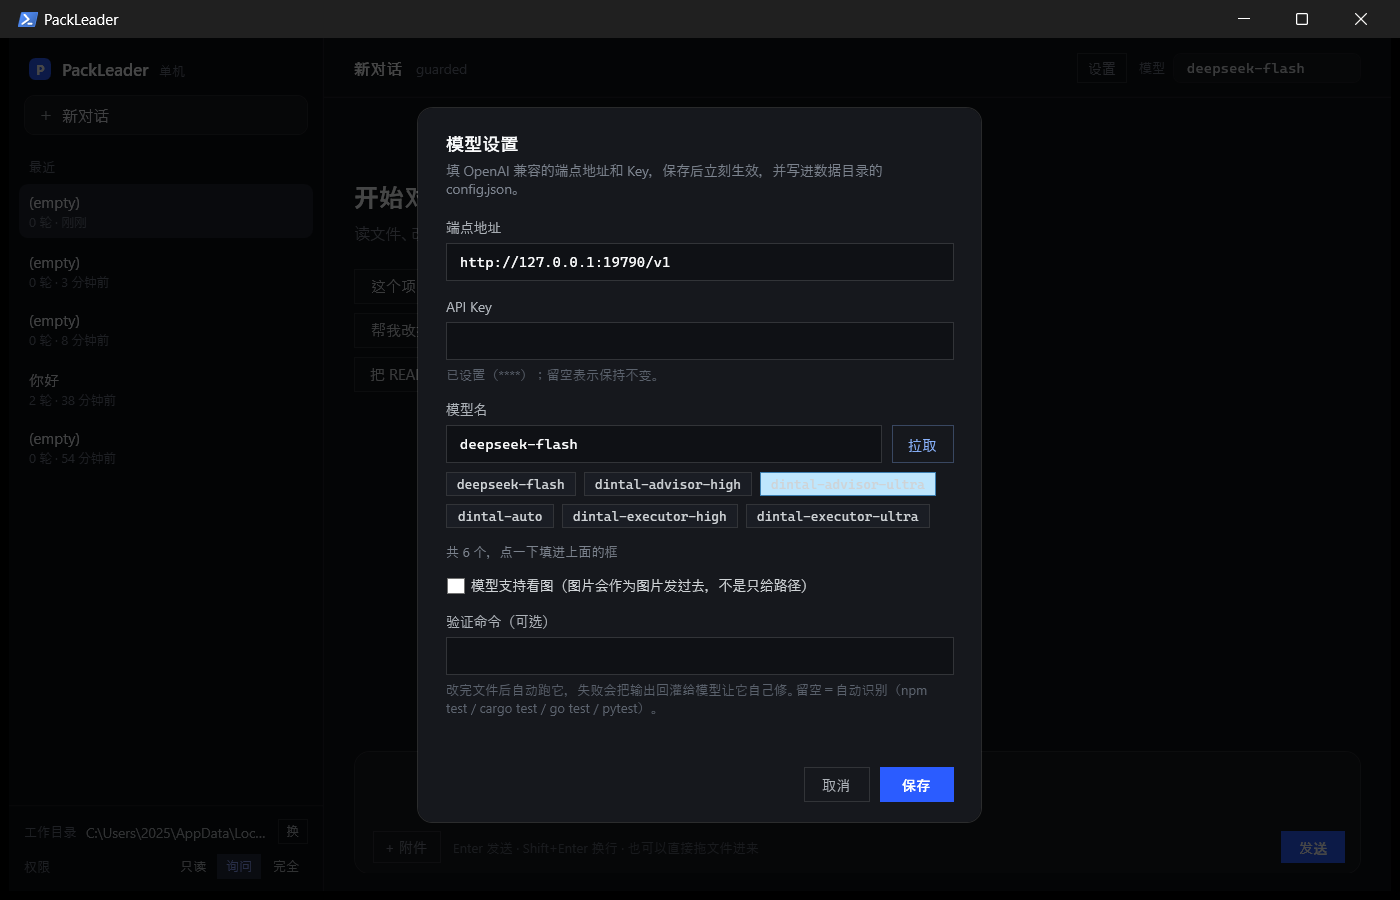 PackLeader
P PackLeader 单机
+ 新对话
最近
(empty)
0 轮 · 刚刚
(empty)
0 轮 · 3 分钟前
(empty)
0 轮 · 8 分钟前
你好
2 轮 · 38 分钟前
(empty)
0 轮 · 54 分钟前
工作目录 C:\Users\2025\AppData\Loc... 换
权限 只读 询问 完全
新对话 guarded
设置 模型 deepseek-flash
开始对
读文件、
这个项
帮我改
把 READ
模型设置
填 OpenAI 兼容的端点地址和 Key，保存后立刻生效，并写进数据目录的
config.json。
端点地址
http://127.0.0.1:19790/v1
API Key
已设置（****）；留空表示保持不变。
模型名
deepseek-flash 拉取
deepseek-flash dintal-advisor-high dintal-advisor-ultra
dintal-auto dintal-executor-high dintal-executor-ultra
共 6 个，点一下填进上面的框
模型支持看图（图片会作为图片发过去，不是只给路径）
验证命令（可选）
改完文件后自动跑它，失败会把输出回灌给模型让它自己修。留空＝自动识别（npm
test / cargo test / go test / pytest）。
取消 保存
+ 附件 Enter 发送 · Shift+Enter 换行 · 也可以直接拖文件进来 发送